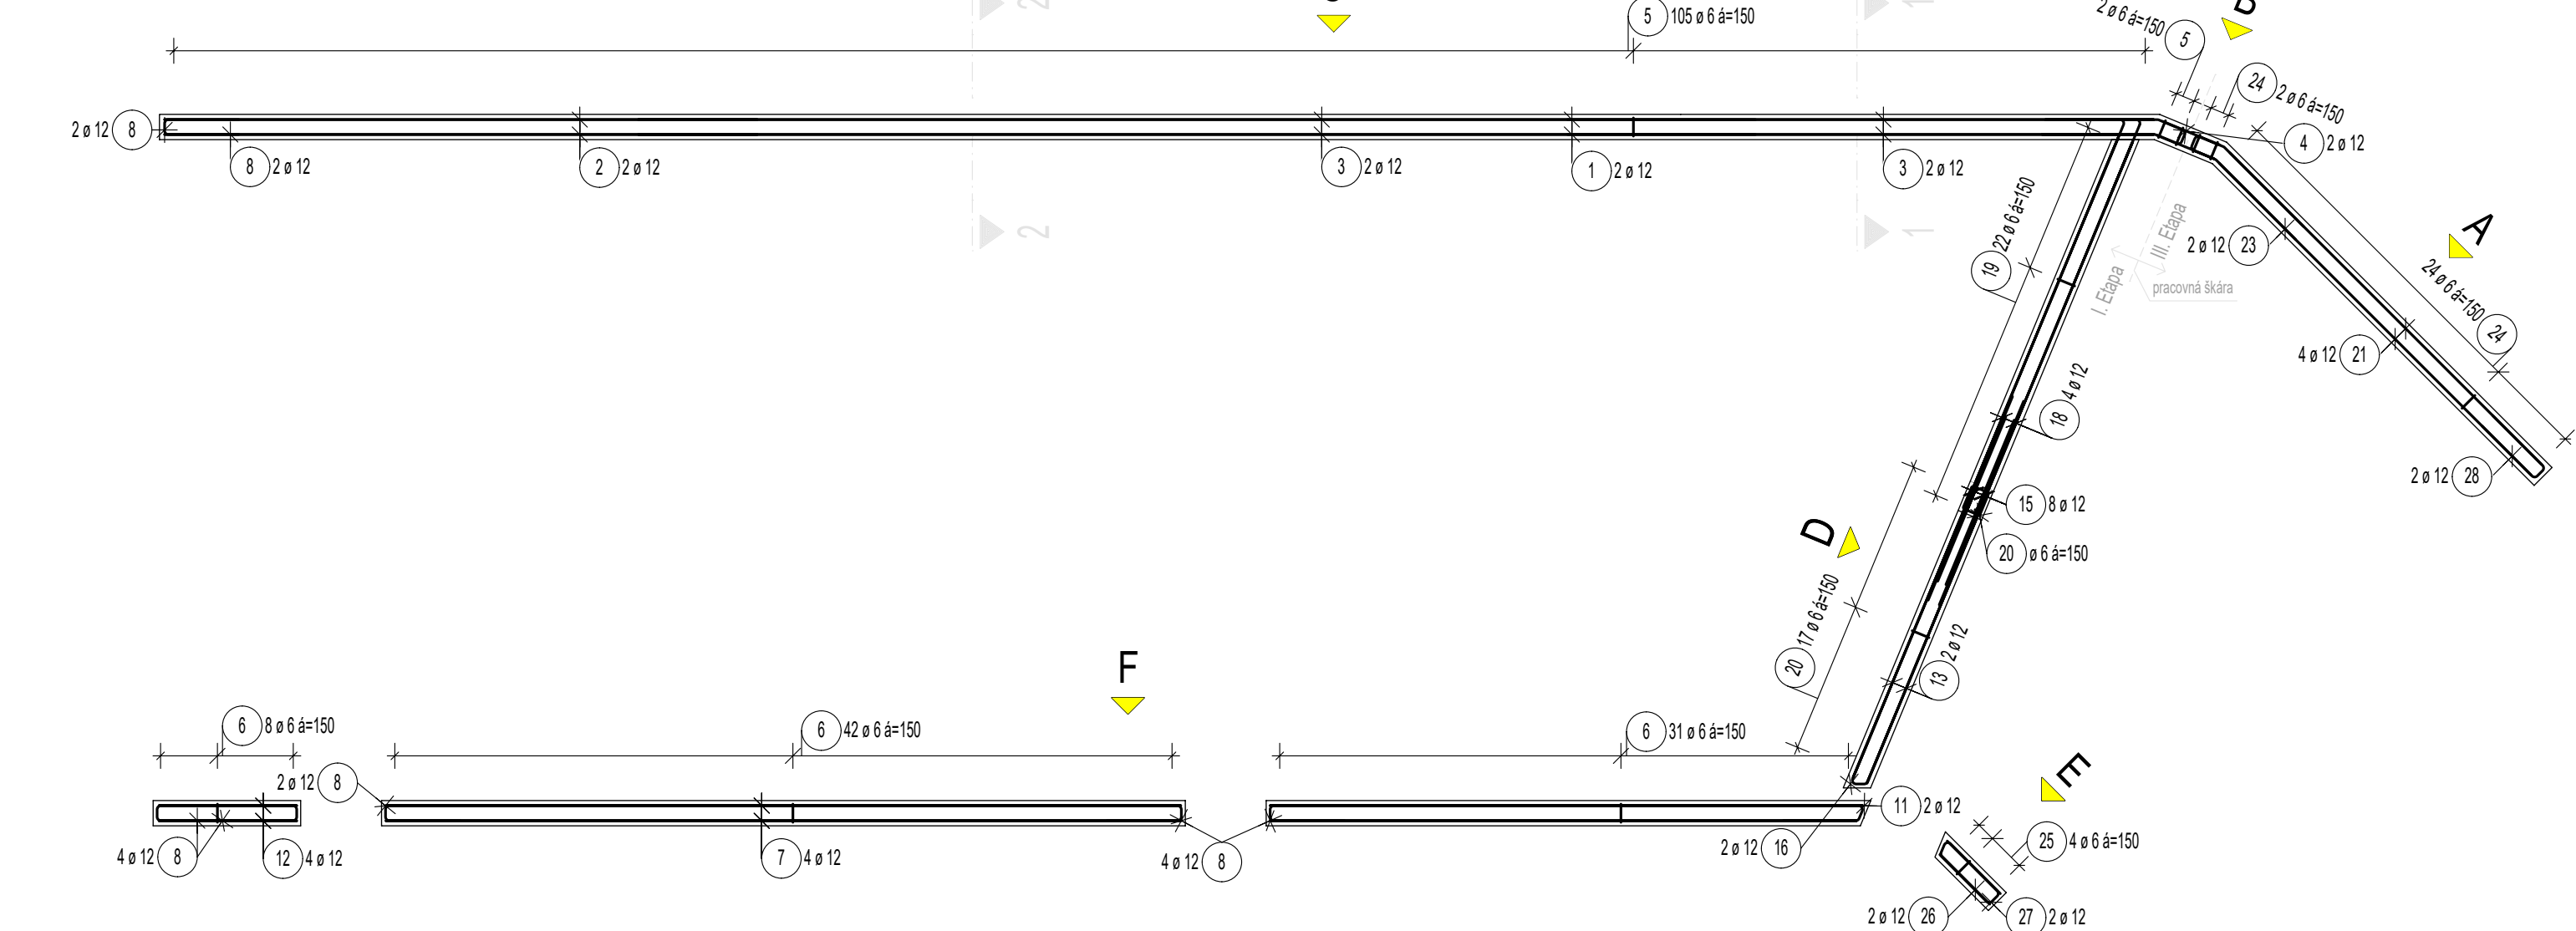 5 105 ø 6 á=150
2 ø 6 á=150 5
B
24 2 ø 6 á=150
2 ø 12 8
8 2 ø 12
2 2 ø 12
3 2 ø 12
1 2 ø 12
3 2 ø 12
4 2 ø 12
2
1
19 22 ø 6 á=150
I. Etapa
III. Etapa
pracovná škára
2 ø 12 23
A
24 ø 6 á=150 24
4 ø 12 21
2 ø 12 28
18 4 ø 12
15 8 ø 12
20 ø 6 á=150
D
20 17 ø 6 á=150
13 2 ø 12
F
6 8 ø 6 á=150
6 42 ø 6 á=150
6 31 ø 6 á=150
2 ø 12 8
4 ø 12 8
12 4 ø 12
7 4 ø 12
4 ø 12 8
2 ø 12 16
11 2 ø 12
E
25 4 ø 6 á=150
2 ø 12 26
27 2 ø 12